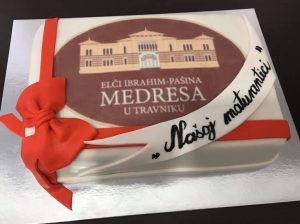 ELČI IBRAHIM-PAŠINA
MEDRESA
U TRAVNIKU
„Našoj maturantici”